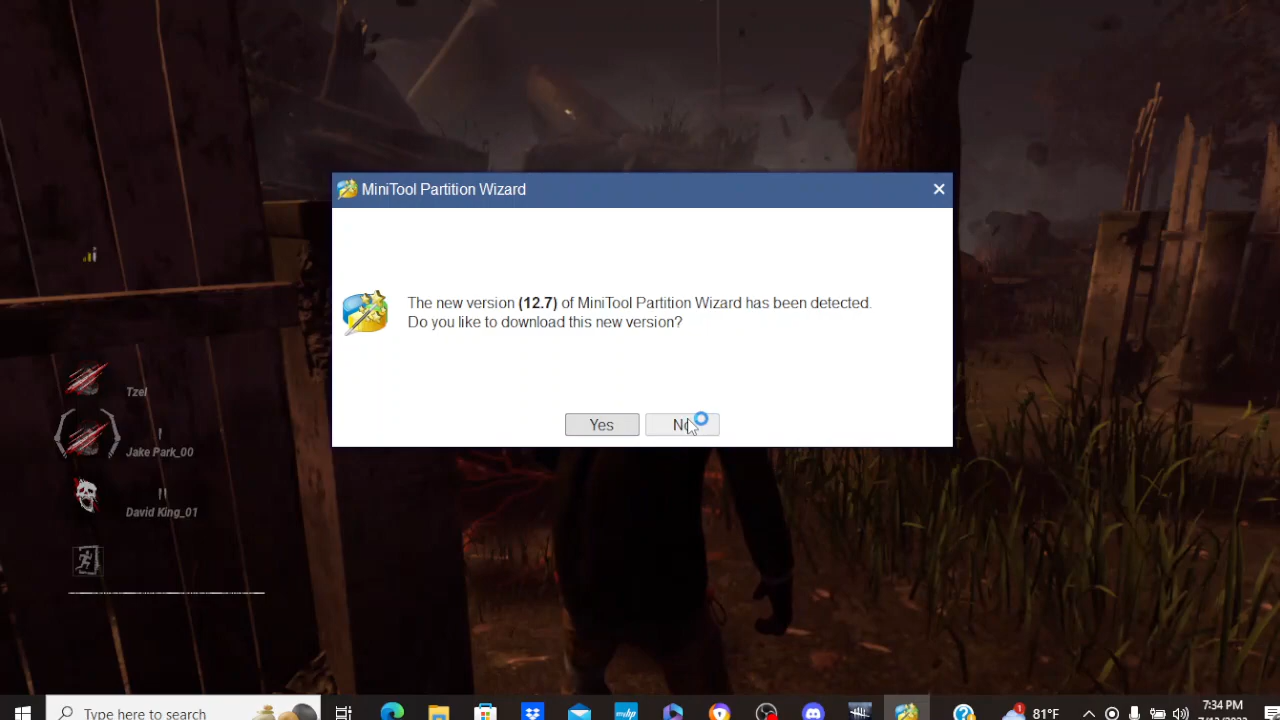 MiniTool Partition Wizard
The new version (12.7) of MiniTool Partition Wizard has been detected.
Do you like to download this new version?
Yes
No
Tzel
Jake Park_00
David King_01
Type here to search
81°F
7:34 PM